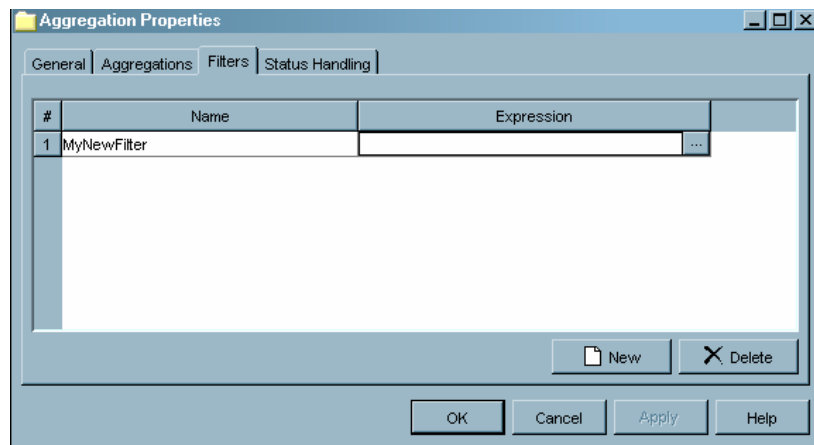 Aggregation Properties
General Aggregations Filters Status Handling
# Name Expression
1 MyNewFilter ...
New Delete
OK Cancel Apply Help